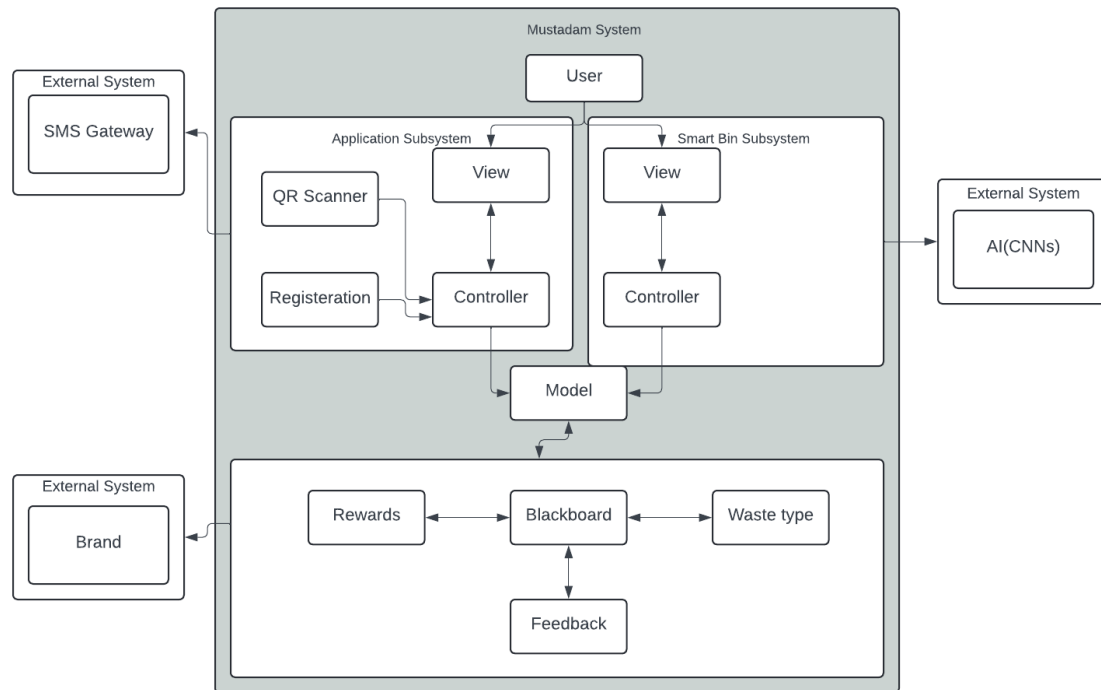 Mustadam System
User
External System
SMS Gateway
Application Subsystem
View
QR Scanner
Registeration
Controller
Smart Bin Subsystem
View
Controller
External System
AI(CNNs)
Model
External System
Brand
Rewards
Blackboard
Waste type
Feedback